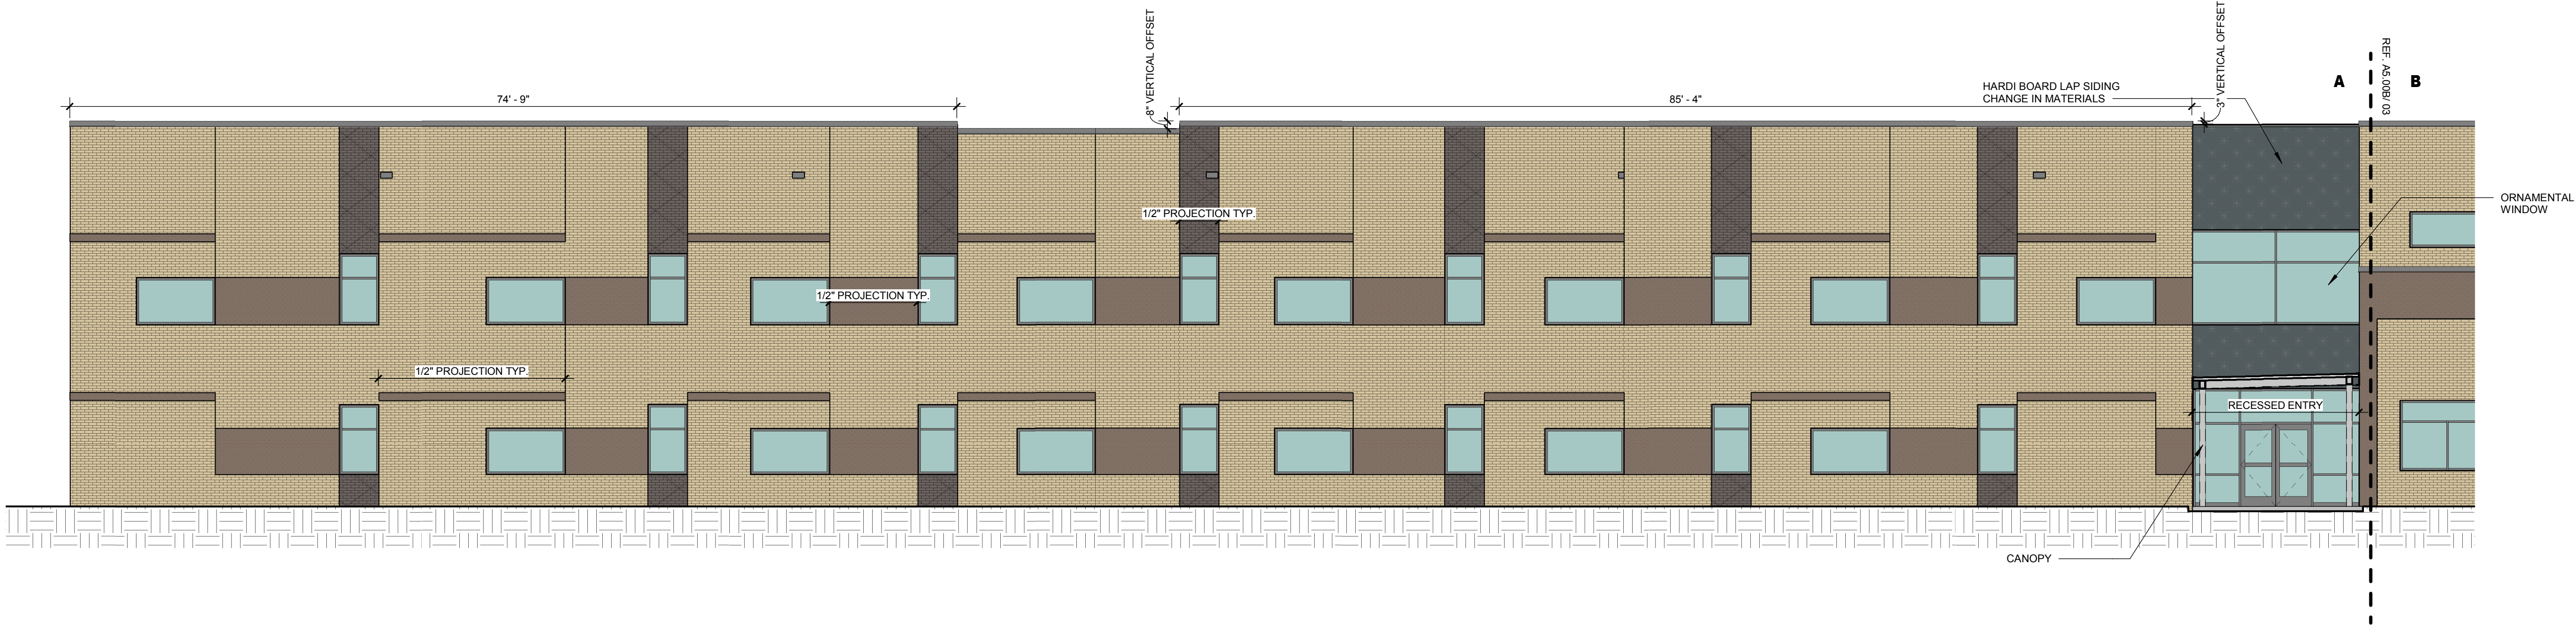 8" VERTICAL OFFSET
3" VERTICAL OFFSET
REF. A5.00B/ 03
A
B
HARDI BOARD LAP SIDING
CHANGE IN MATERIALS
74' - 9"
85' - 4"
ORNAMENTAL
WINDOW
1/2" PROJECTION TYP.
1/2" PROJECTION TYP.
1/2" PROJECTION TYP.
RECESSED ENTRY
CANOPY